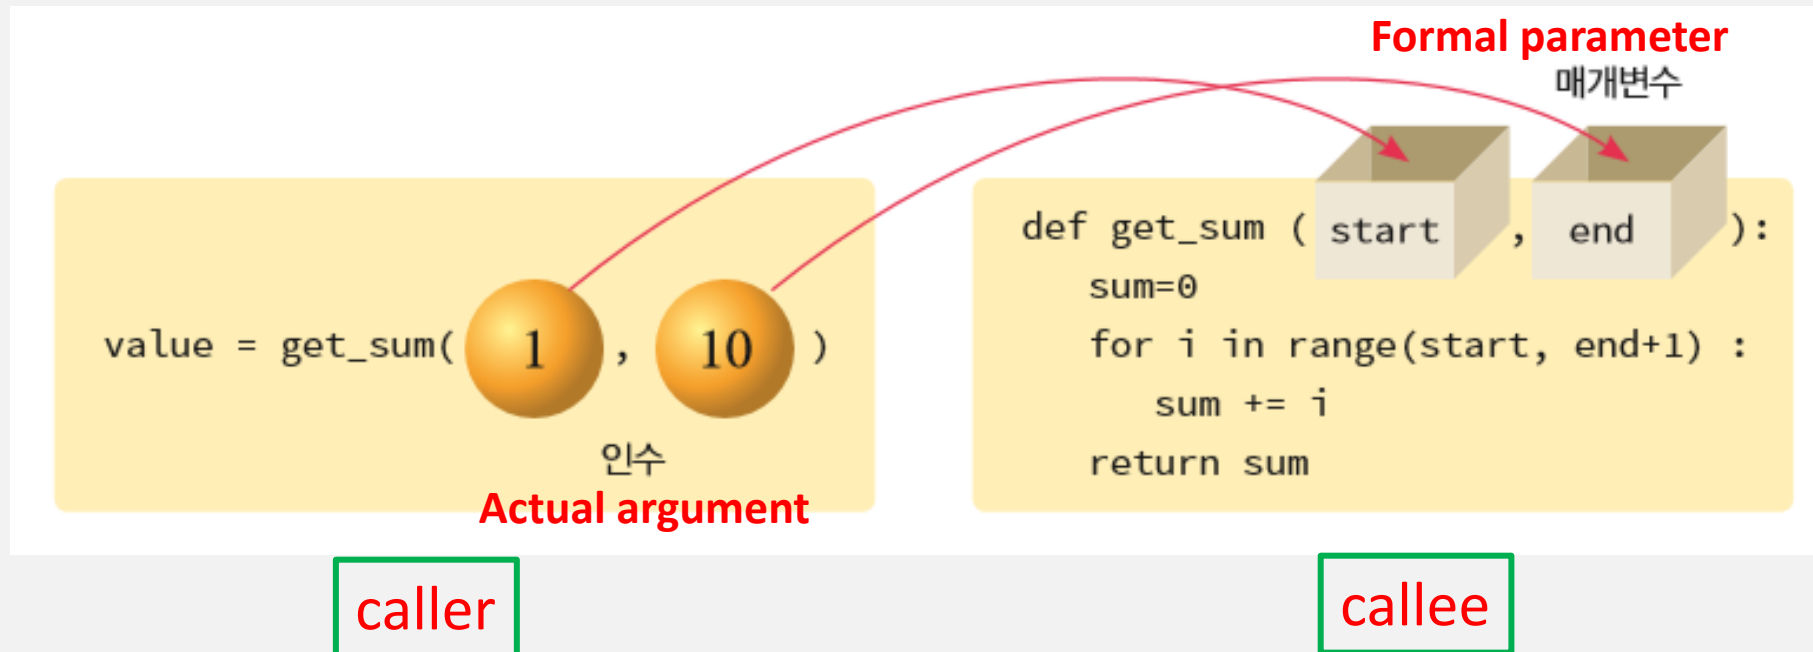 Formal parameter
매개변수
value = get_sum( 1 , 10 )
인수
Actual argument
def get_sum ( start , end ):
sum=0
for i in range(start, end+1) :
sum += i
return sum
caller
callee